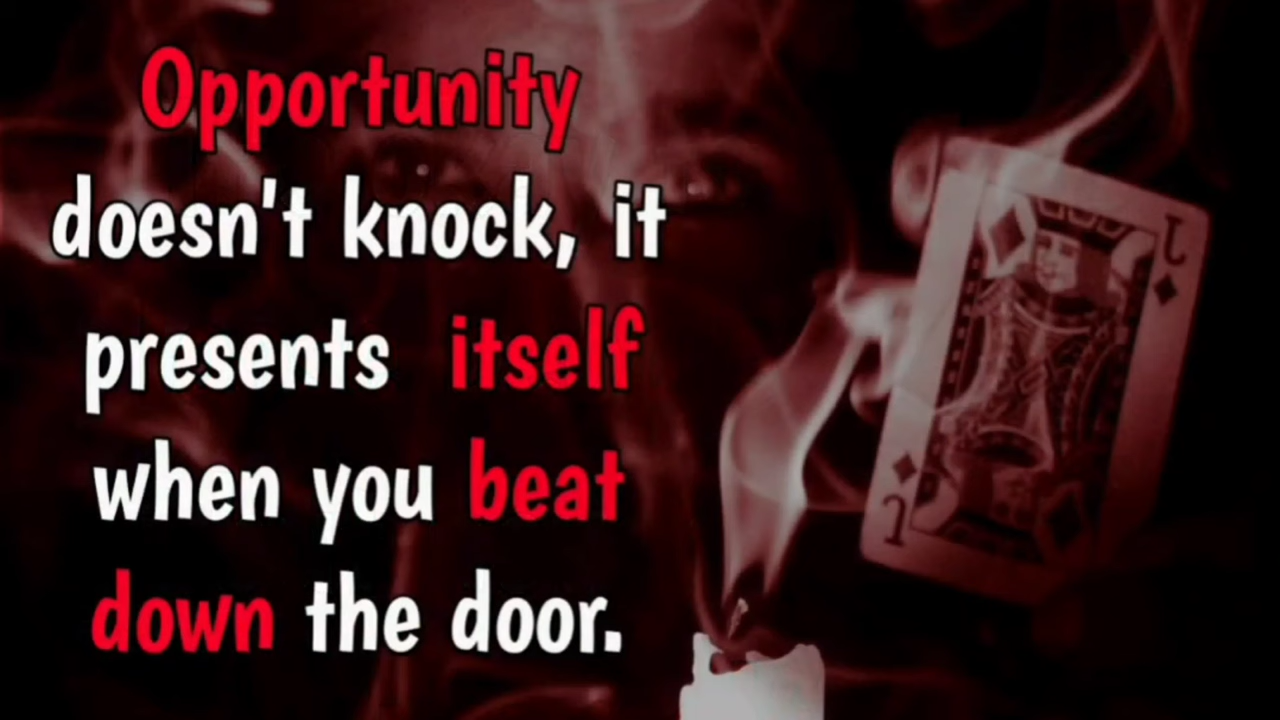 Opportunity
doesn't knock, it
presents itself
when you beat
down the door.
J
J